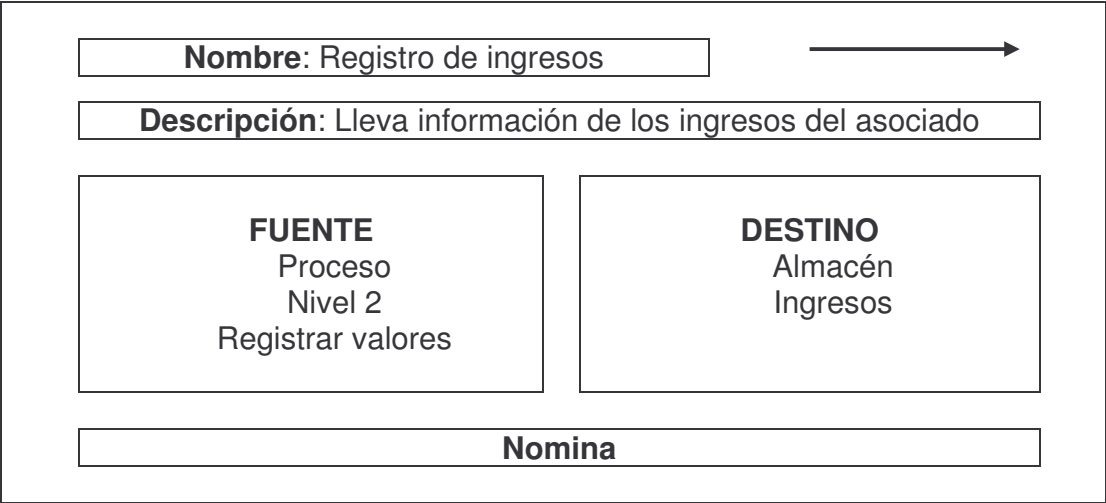 Nombre: Registro de ingresos
Descripción: Lleva información de los ingresos del asociado
FUENTE
Proceso
Nivel 2
Registrar valores
DESTINO
Almacén
Ingresos
Nomina